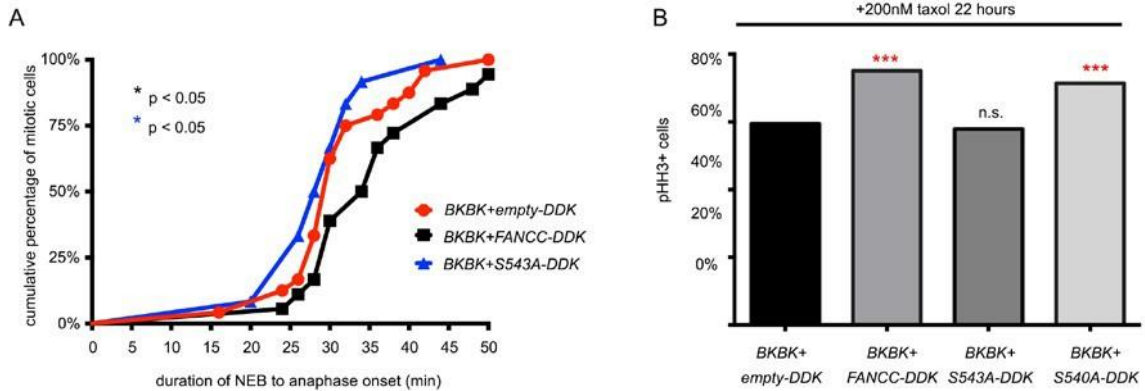 A
100%
75%
50%
25%
0%
cumulative percentage of mitotic cells
* p < 0.05
* p < 0.05
BKBK+empty-DDK
BKBK+FANCC-DDK
BKBK+S543A-DDK
0 5 10 15 20 25 30 35 40 45 50
duration of NEB to anaphase onset (min)
B
+200nM taxol 22 hours
80%
60%
40%
20%
0%
pHH3+ cells
***
n.s.
***
BKBK+ BKBK+ BKBK+ BKBK+
empty-DDK FANCC-DDK S543A-DDK S540A-DDK